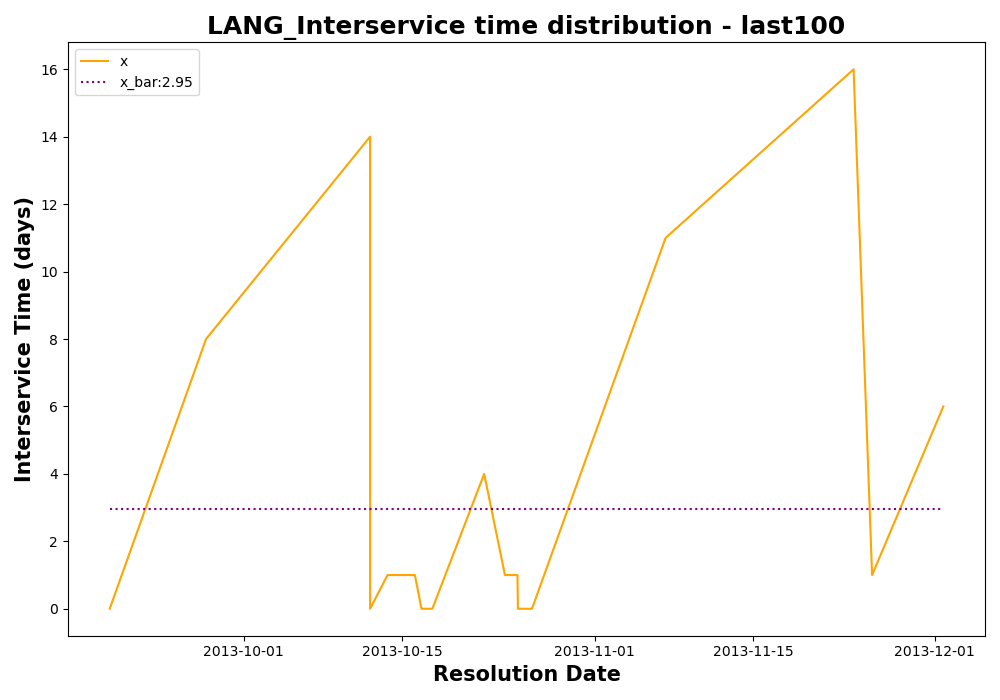 LANG_Interservice time distribution - last100
x
x_bar:2.95
16
14
12
10
8
6
4
2
0
Interservice Time (days)
2013-10-01 2013-10-15 2013-11-01 2013-11-15 2013-12-01
Resolution Date